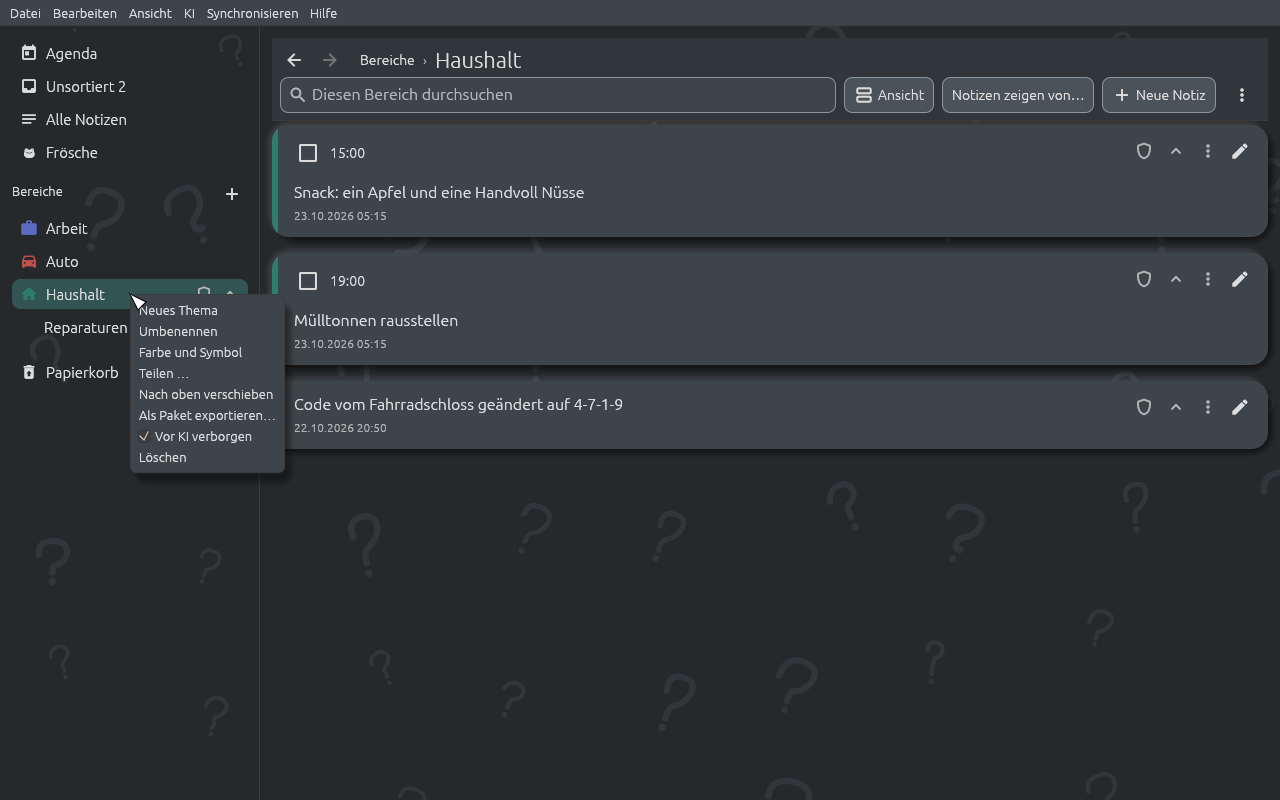 Datei Bearbeiten Ansicht KI Synchronisieren Hilfe
Agenda
Unsortiert 2
Alle Notizen
Frösche
Bereiche
Arbeit
Auto
Haushalt
Reparaturen
Papierkorb
Neues Thema
Umbenennen
Farbe und Symbol
Teilen …
Nach oben verschieben
Als Paket exportieren…
Vor KI verborgen
Löschen
Bereiche › Haushalt
Diesen Bereich durchsuchen Ansicht Notizen zeigen von… Neue Notiz
15:00
Snack: ein Apfel und eine Handvoll Nüsse
23.10.2026 05:15
19:00
Mülltonnen rausstellen
23.10.2026 05:15
Code vom Fahrradschloss geändert auf 4-7-1-9
22.10.2026 20:50